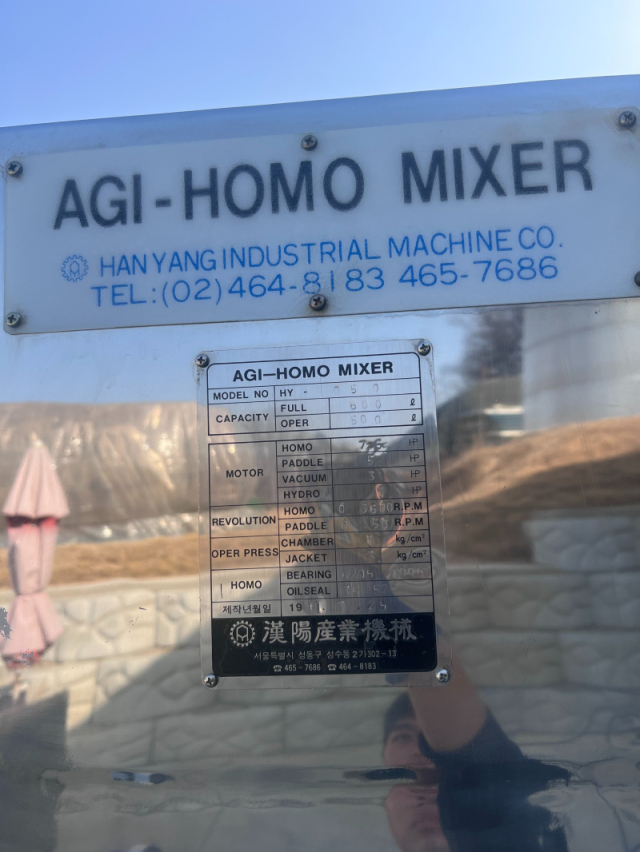 AGI-HOMO MIXER
HAN YANG INDUSTRIAL MACHINE CO.
TEL:(02)464-8183 465-7686
AGI-HOMO MIXER
MODEL NO HY-
CAPACITY FULL 600 ℓ
OPER 500 ℓ
MOTOR HOMO HP
PADDLE HP
VACUUM HP
HYDRO HP
REVOLUTION HOMO 0 3600 R.P.M
PADDLE R.P.M
OPER PRESS CHAMBER kg/cm²
JACKET kg/cm²
HOMO BEARING
OILSEAL
제작년월일 19
漢陽産業機械
서울특별시 성동구 성수동2가302-13
☎ 465-7686 ☎ 464-8183